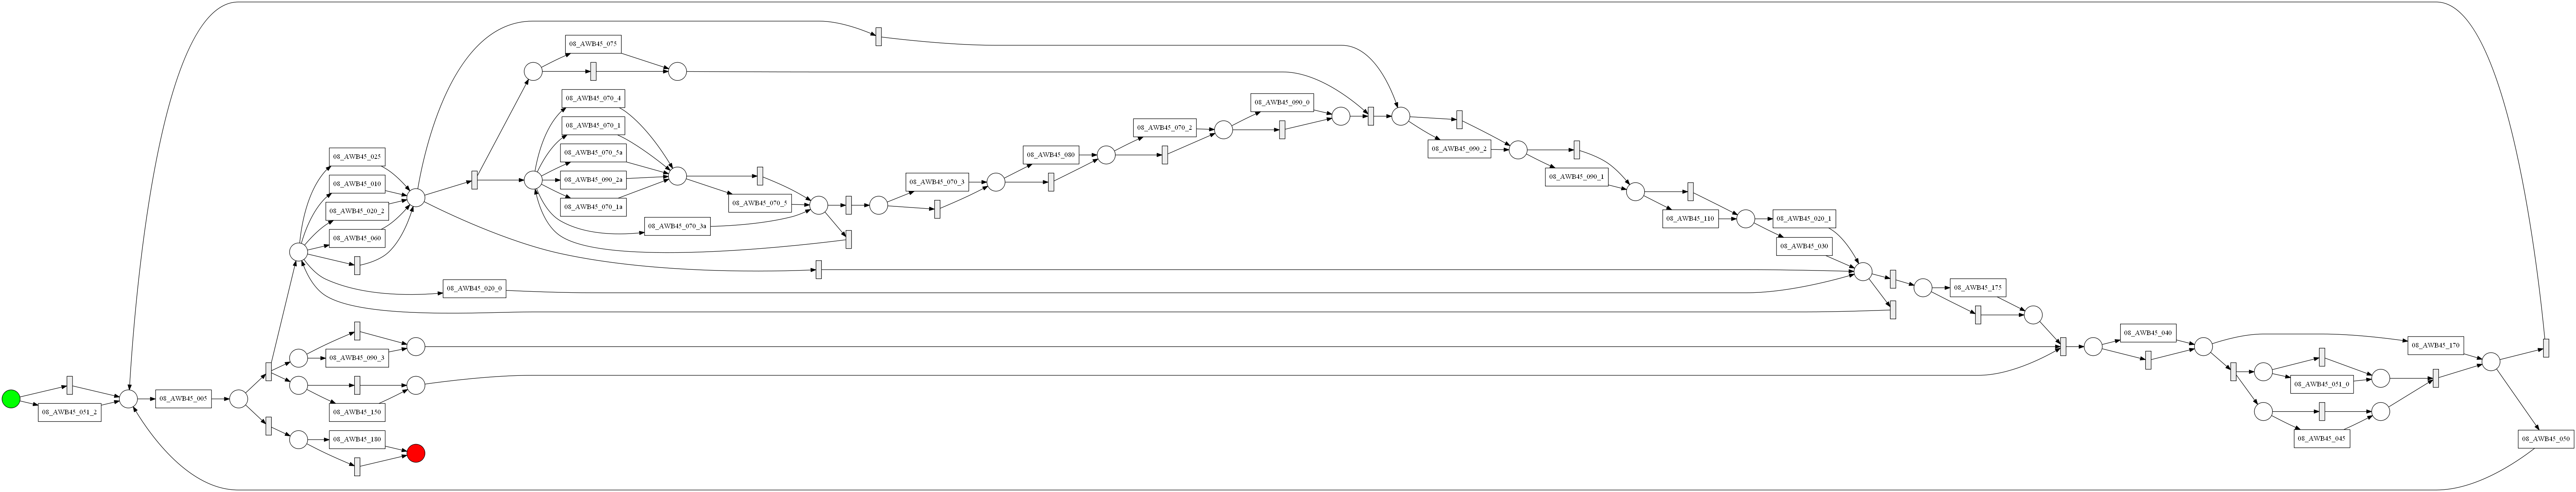 08_AWB45_075
08_AWB45_070_4
08_AWB45_090_0
08_AWB45_070_1
08_AWB45_070_2
08_AWB45_090_2
08_AWB45_025
08_AWB45_070_5a
08_AWB45_080
08_AWB45_090_1
08_AWB45_010
08_AWB45_090_2a
08_AWB45_070_3
08_AWB45_020_2
08_AWB45_070_1a
08_AWB45_070_5
08_AWB45_110
08_AWB45_020_1
08_AWB45_060
08_AWB45_070_3a
08_AWB45_030
08_AWB45_020_0
08_AWB45_175
08_AWB45_040
08_AWB45_170
08_AWB45_090_3
08_AWB45_051_0
08_AWB45_005
08_AWB45_051_2
08_AWB45_150
08_AWB45_180
08_AWB45_045
08_AWB45_050